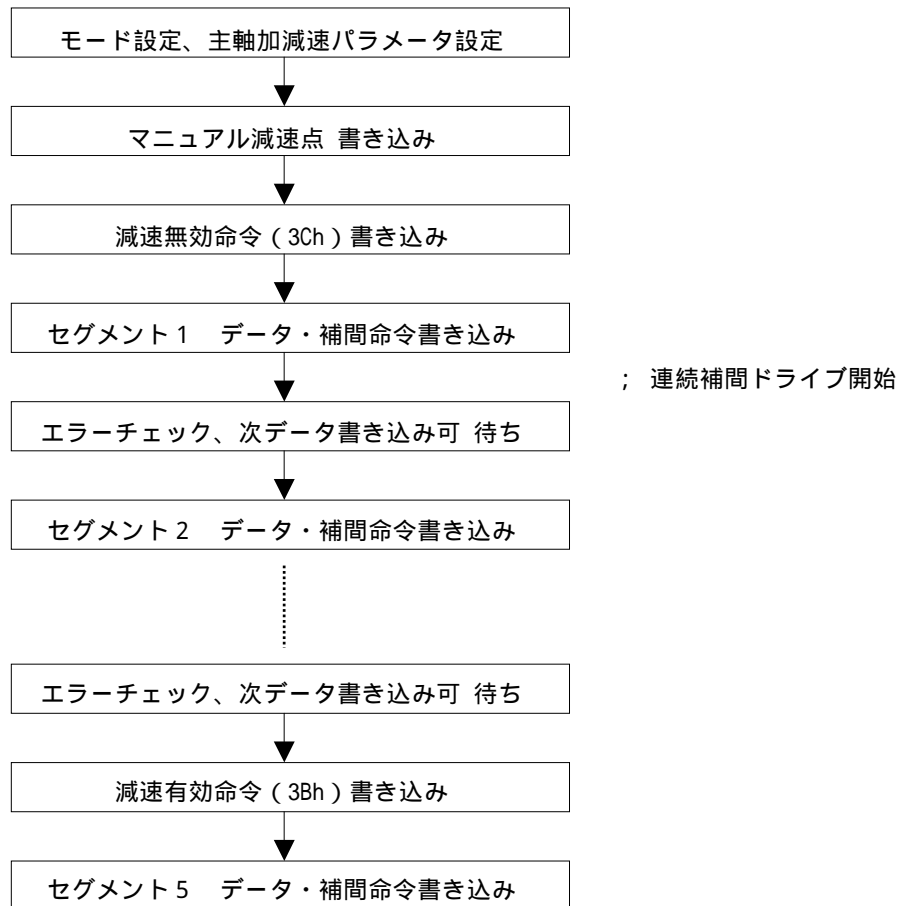 モード設定、主軸加減速パラメータ設定
マニュアル減速点 書き込み
減速無効命令(3Ch)書き込み
セグメント1 データ・補間命令書き込み
; 連続補間ドライブ開始
エラーチェック、次データ書き込み可 待ち
セグメント2 データ・補間命令書き込み
エラーチェック、次データ書き込み可 待ち
減速有効命令(3Bh)書き込み
セグメント5 データ・補間命令書き込み